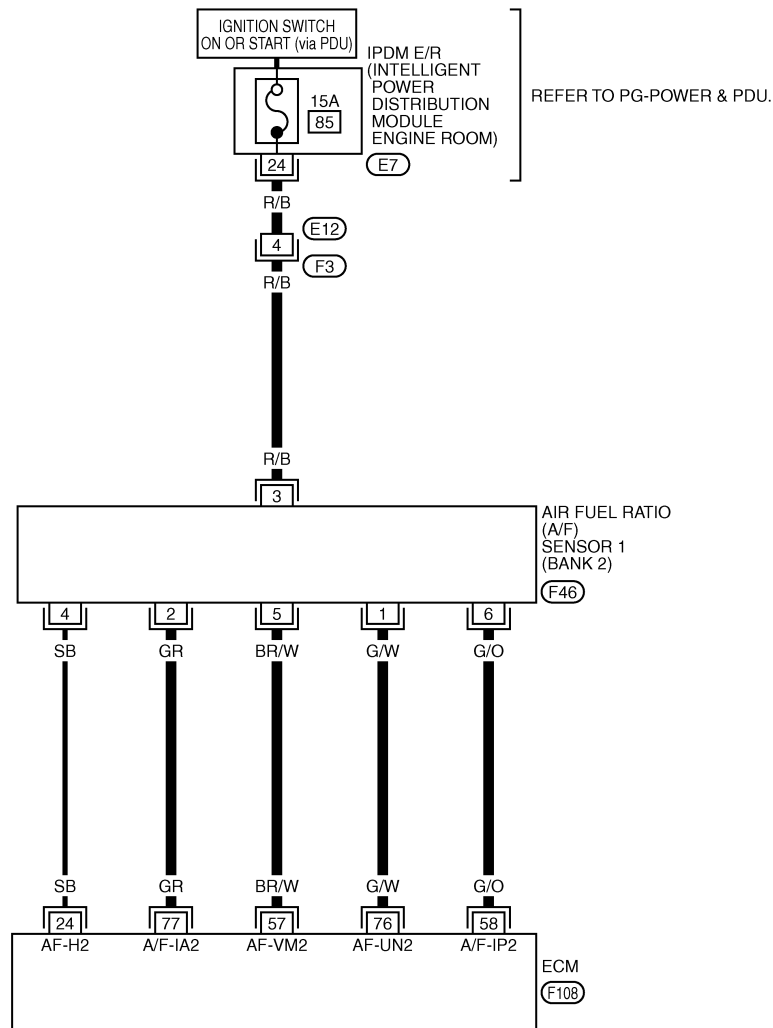 IGNITION SWITCH
ON OR START (via PDU)
IPDM E/R
(INTELLIGENT
POWER
DISTRIBUTION
MODULE
ENGINE ROOM)
REFER TO PG-POWER & PDU.
15A
85
24
E7
R/B
E12
4
F3
R/B
R/B
3
AIR FUEL RATIO
(A/F)
SENSOR 1
(BANK 2)
F46
4 2 5 1 6
SB GR BR/W G/W G/O
SB GR BR/W G/W G/O
24 77 57 76 58
AF-H2 A/F-IA2 AF-VM2 AF-UN2 A/F-IP2
ECM
F108